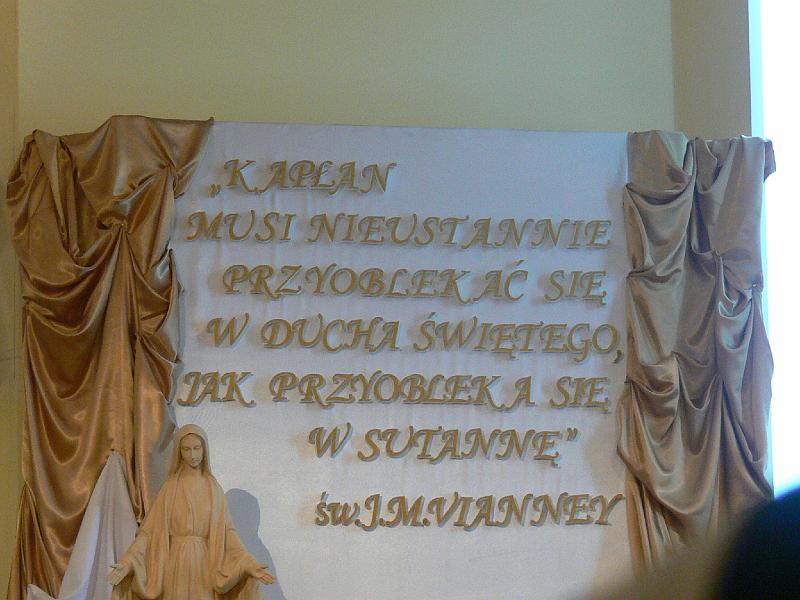 „KAPŁAN
MUSI NIEUSTANNIE
PRZYOBLEKAĆ SIĘ
W DUCHA ŚWIĘTEGO,
JAK PRZYOBLEKA SIĘ
W SUTANNĘ”
św.J.M.VIANNEY